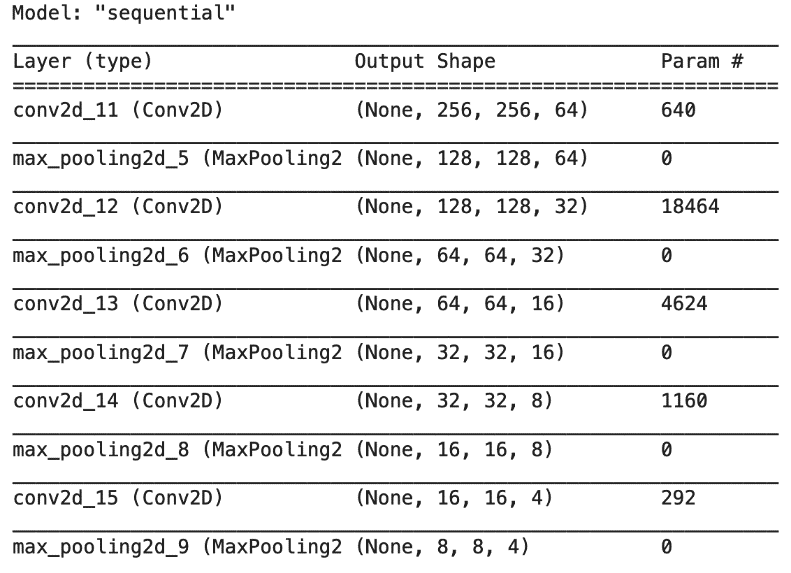 Model: "sequential"
_________________________________________________________________
Layer (type)                 Output Shape              Param #
=================================================================
conv2d_11 (Conv2D)           (None, 256, 256, 64)      640
_________________________________________________________________
max_pooling2d_5 (MaxPooling2 (None, 128, 128, 64)      0
_________________________________________________________________
conv2d_12 (Conv2D)           (None, 128, 128, 32)      18464
_________________________________________________________________
max_pooling2d_6 (MaxPooling2 (None, 64, 64, 32)        0
_________________________________________________________________
conv2d_13 (Conv2D)           (None, 64, 64, 16)        4624
_________________________________________________________________
max_pooling2d_7 (MaxPooling2 (None, 32, 32, 16)        0
_________________________________________________________________
conv2d_14 (Conv2D)           (None, 32, 32, 8)         1160
_________________________________________________________________
max_pooling2d_8 (MaxPooling2 (None, 16, 16, 8)         0
_________________________________________________________________
conv2d_15 (Conv2D)           (None, 16, 16, 4)         292
_________________________________________________________________
max_pooling2d_9 (MaxPooling2 (None, 8, 8, 4)           0